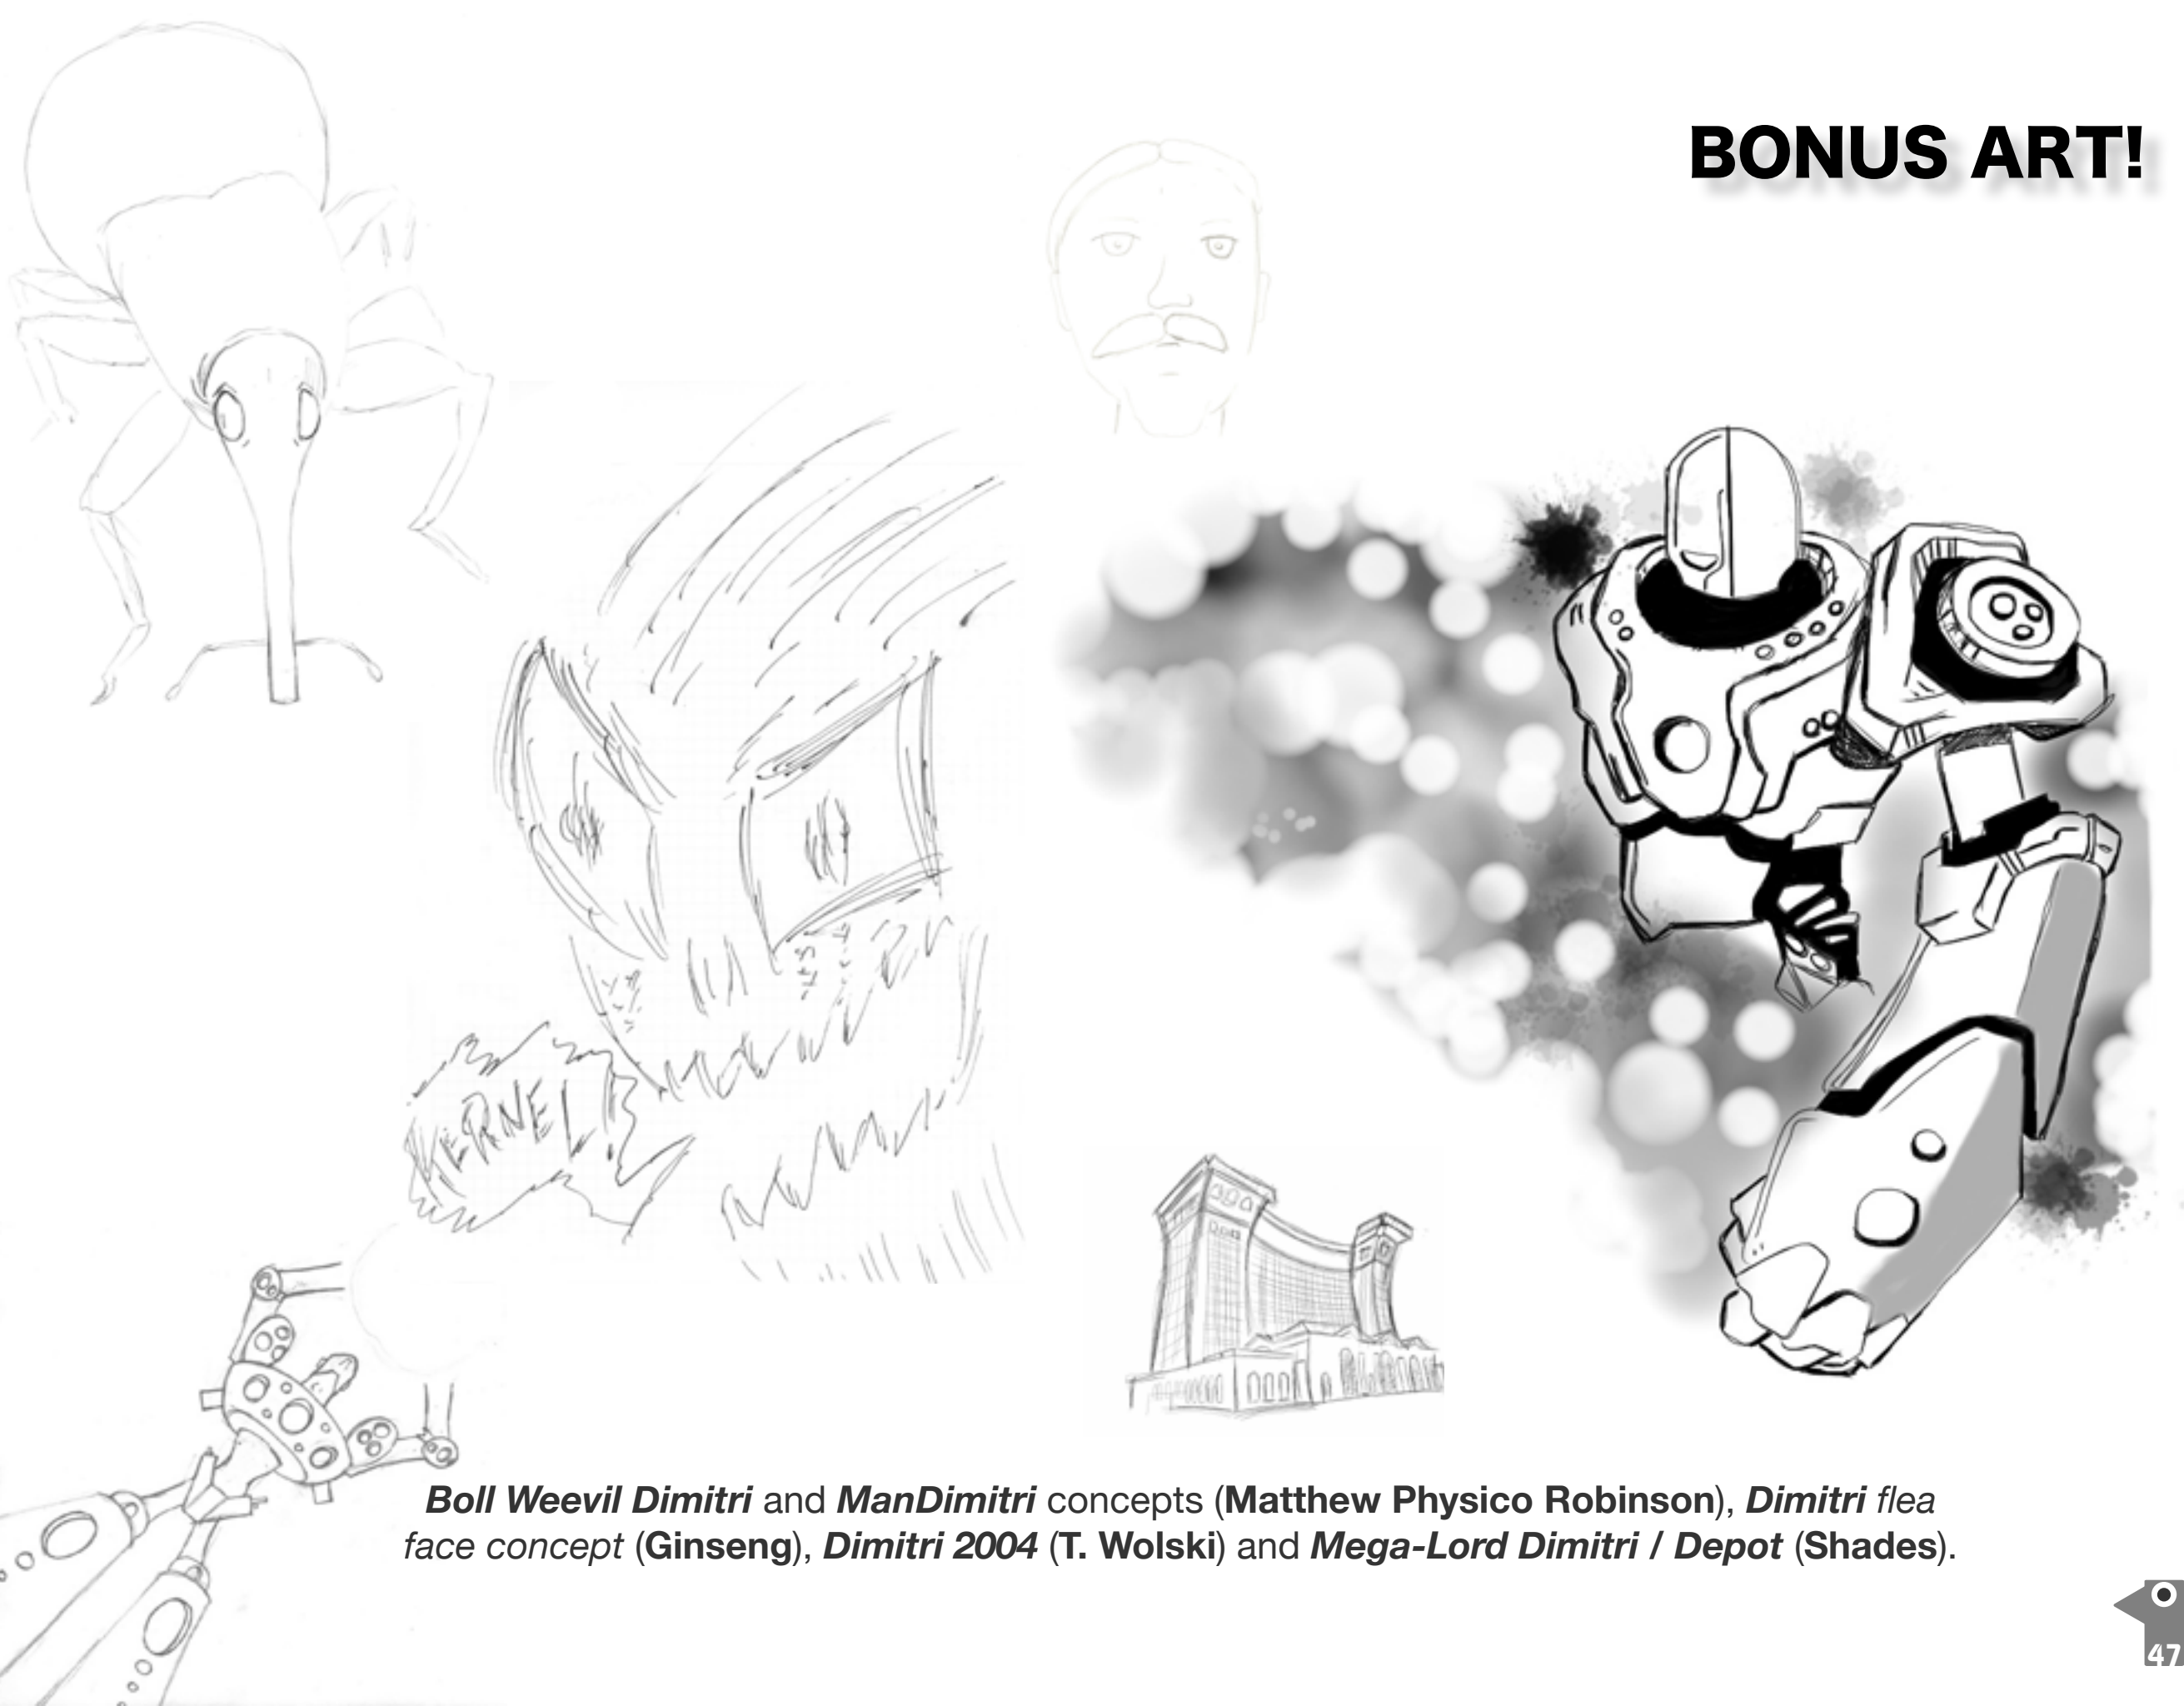 BONUS ART!
KERNEL
Boll Weevil Dimitri and ManDimitri concepts (Matthew Physico Robinson), Dimitri flea
face concept (Ginseng), Dimitri 2004 (T. Wolski) and Mega-Lord Dimitri / Depot (Shades).
47